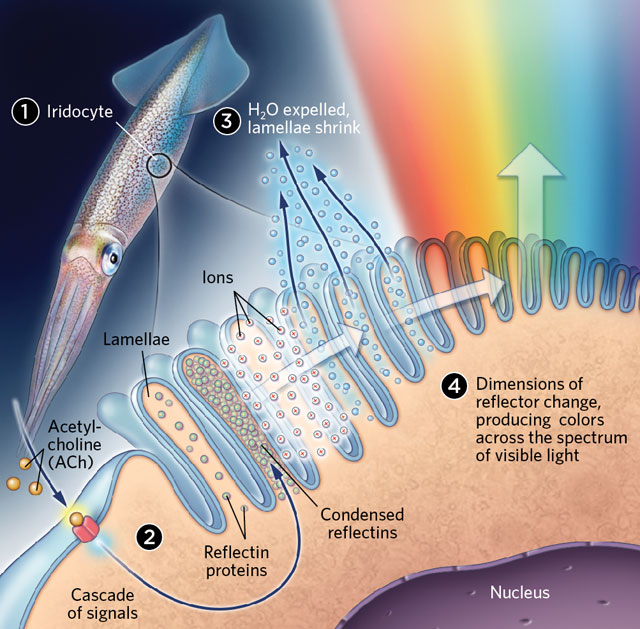 1 Iridocyte
3 H₂O expelled,
lamellae shrink
Ions
Lamellae
Acetyl-
choline
(ACh)
2
Cascade
of signals
Reflectin
proteins
Condensed
reflectins
4 Dimensions of
reflector change,
producing colors
across the spectrum
of visible light
Nucleus